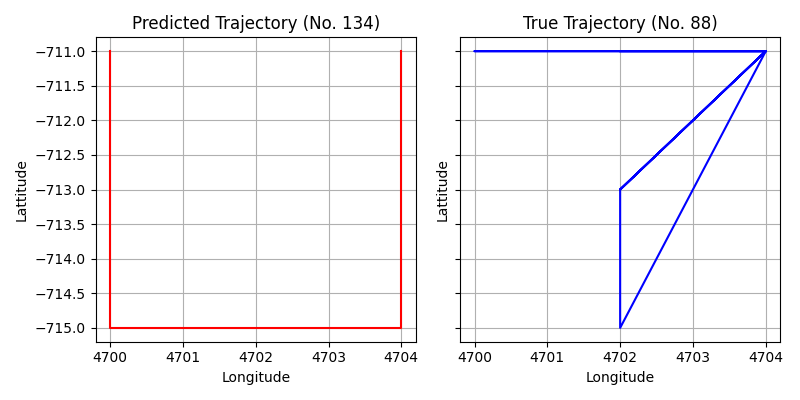 Predicted Trajectory (No. 134)
True Trajectory (No. 88)
−711.0
−711.5
−712.0
−712.5
−713.0
−713.5
−714.0
−714.5
−715.0
Lattitude
Lattitude
4700 4701 4702 4703 4704
4700 4701 4702 4703 4704
Longitude
Longitude